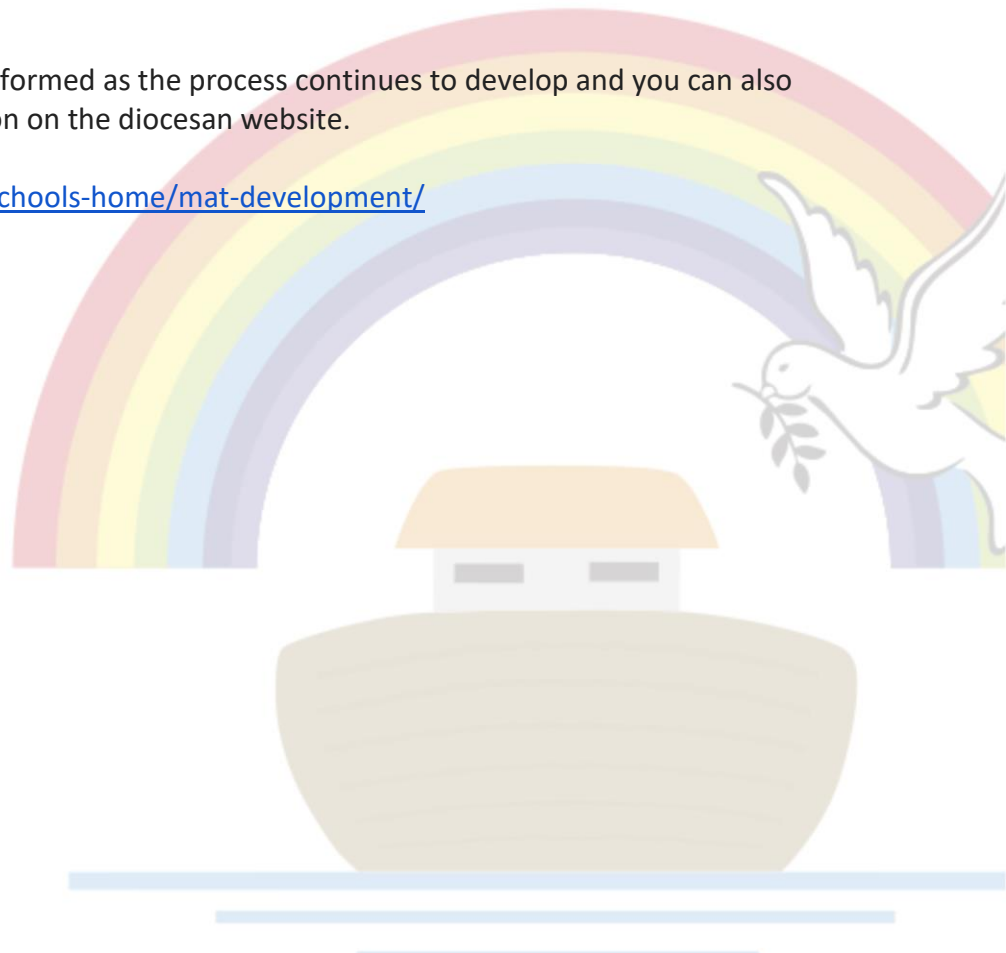 formed as the process continues to develop and you can also
on on the diocesan website.
chools-home/mat-development/